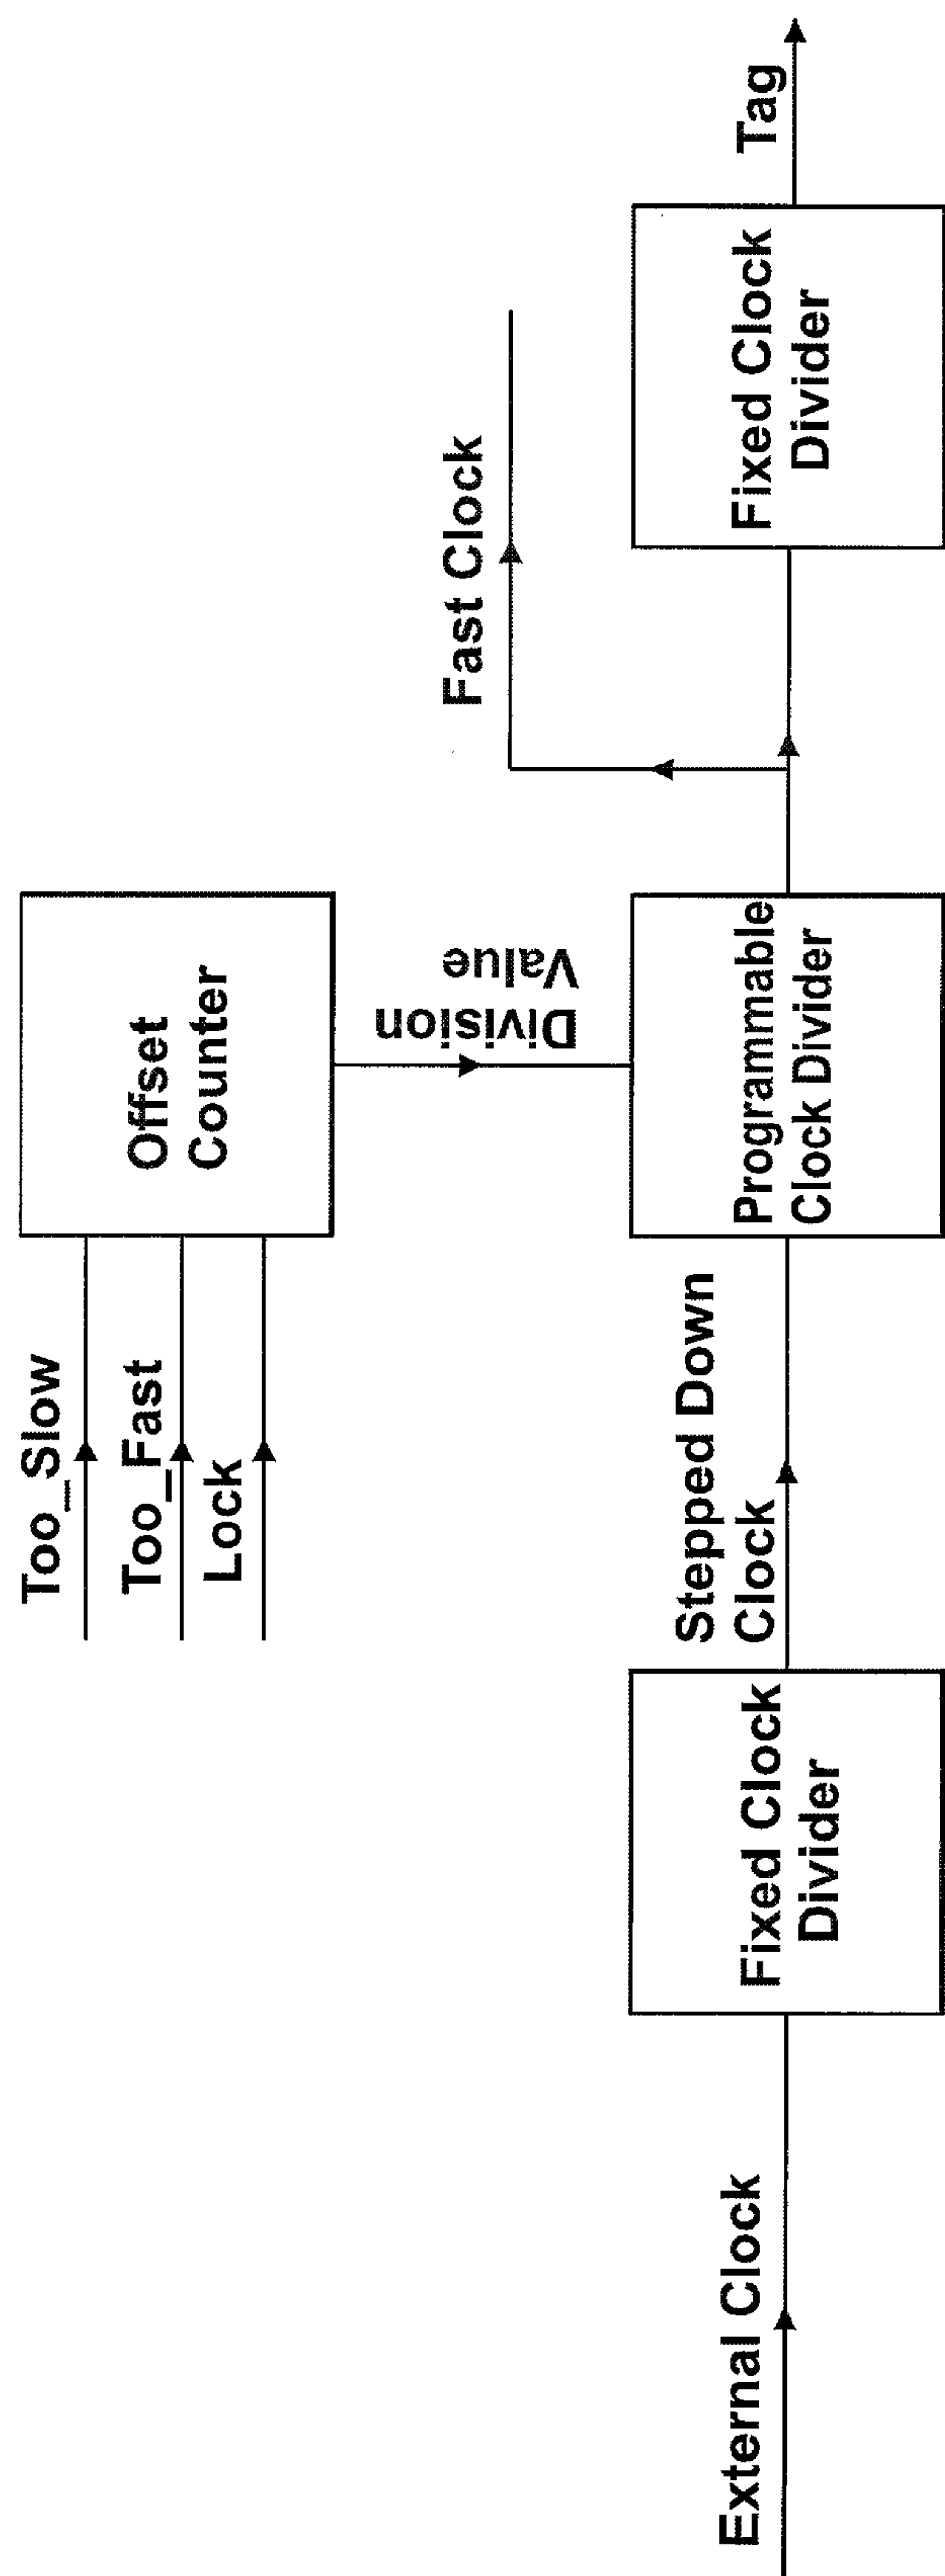 Too_Slow
Too_Fast
Lock
Offset
Counter
Division
Value
Fast Clock
External Clock
Fixed Clock
Divider
Stepped Down
Clock
Programmable
Clock Divider
Fixed Clock
Divider
Tag